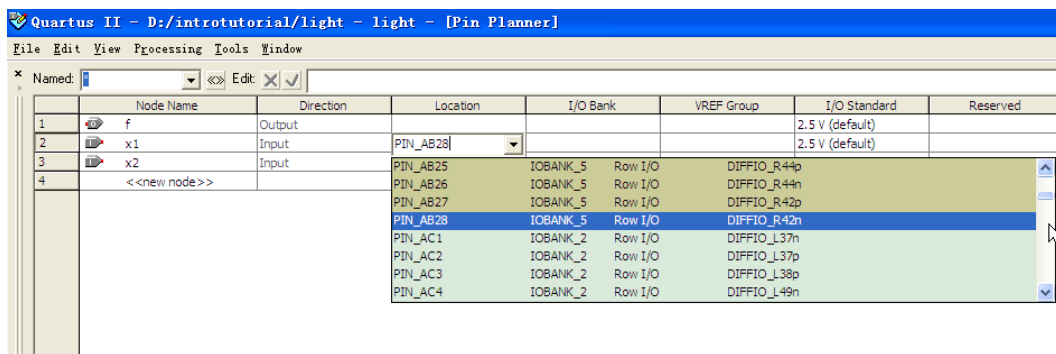 Quartus II - D:/introtutorial/light - light - [Pin Planner]
File Edit View Processing Tools Window
Named: * Edit:
Node Name Direction Location I/O Bank VREF Group I/O Standard Reserved
1 f Output 2.5 V (default)
2 x1 Input PIN_AB28 2.5 V (default)
3 x2 Input
4 <<new node>>
PIN_AB25 IOBANK_5 Row I/O DIFFIO_R44p
PIN_AB26 IOBANK_5 Row I/O DIFFIO_R44n
PIN_AB27 IOBANK_5 Row I/O DIFFIO_R42p
PIN_AB28 IOBANK_5 Row I/O DIFFIO_R42n
PIN_AC1 IOBANK_2 Row I/O DIFFIO_L37n
PIN_AC2 IOBANK_2 Row I/O DIFFIO_L37p
PIN_AC3 IOBANK_2 Row I/O DIFFIO_L38p
PIN_AC4 IOBANK_2 Row I/O DIFFIO_L49n